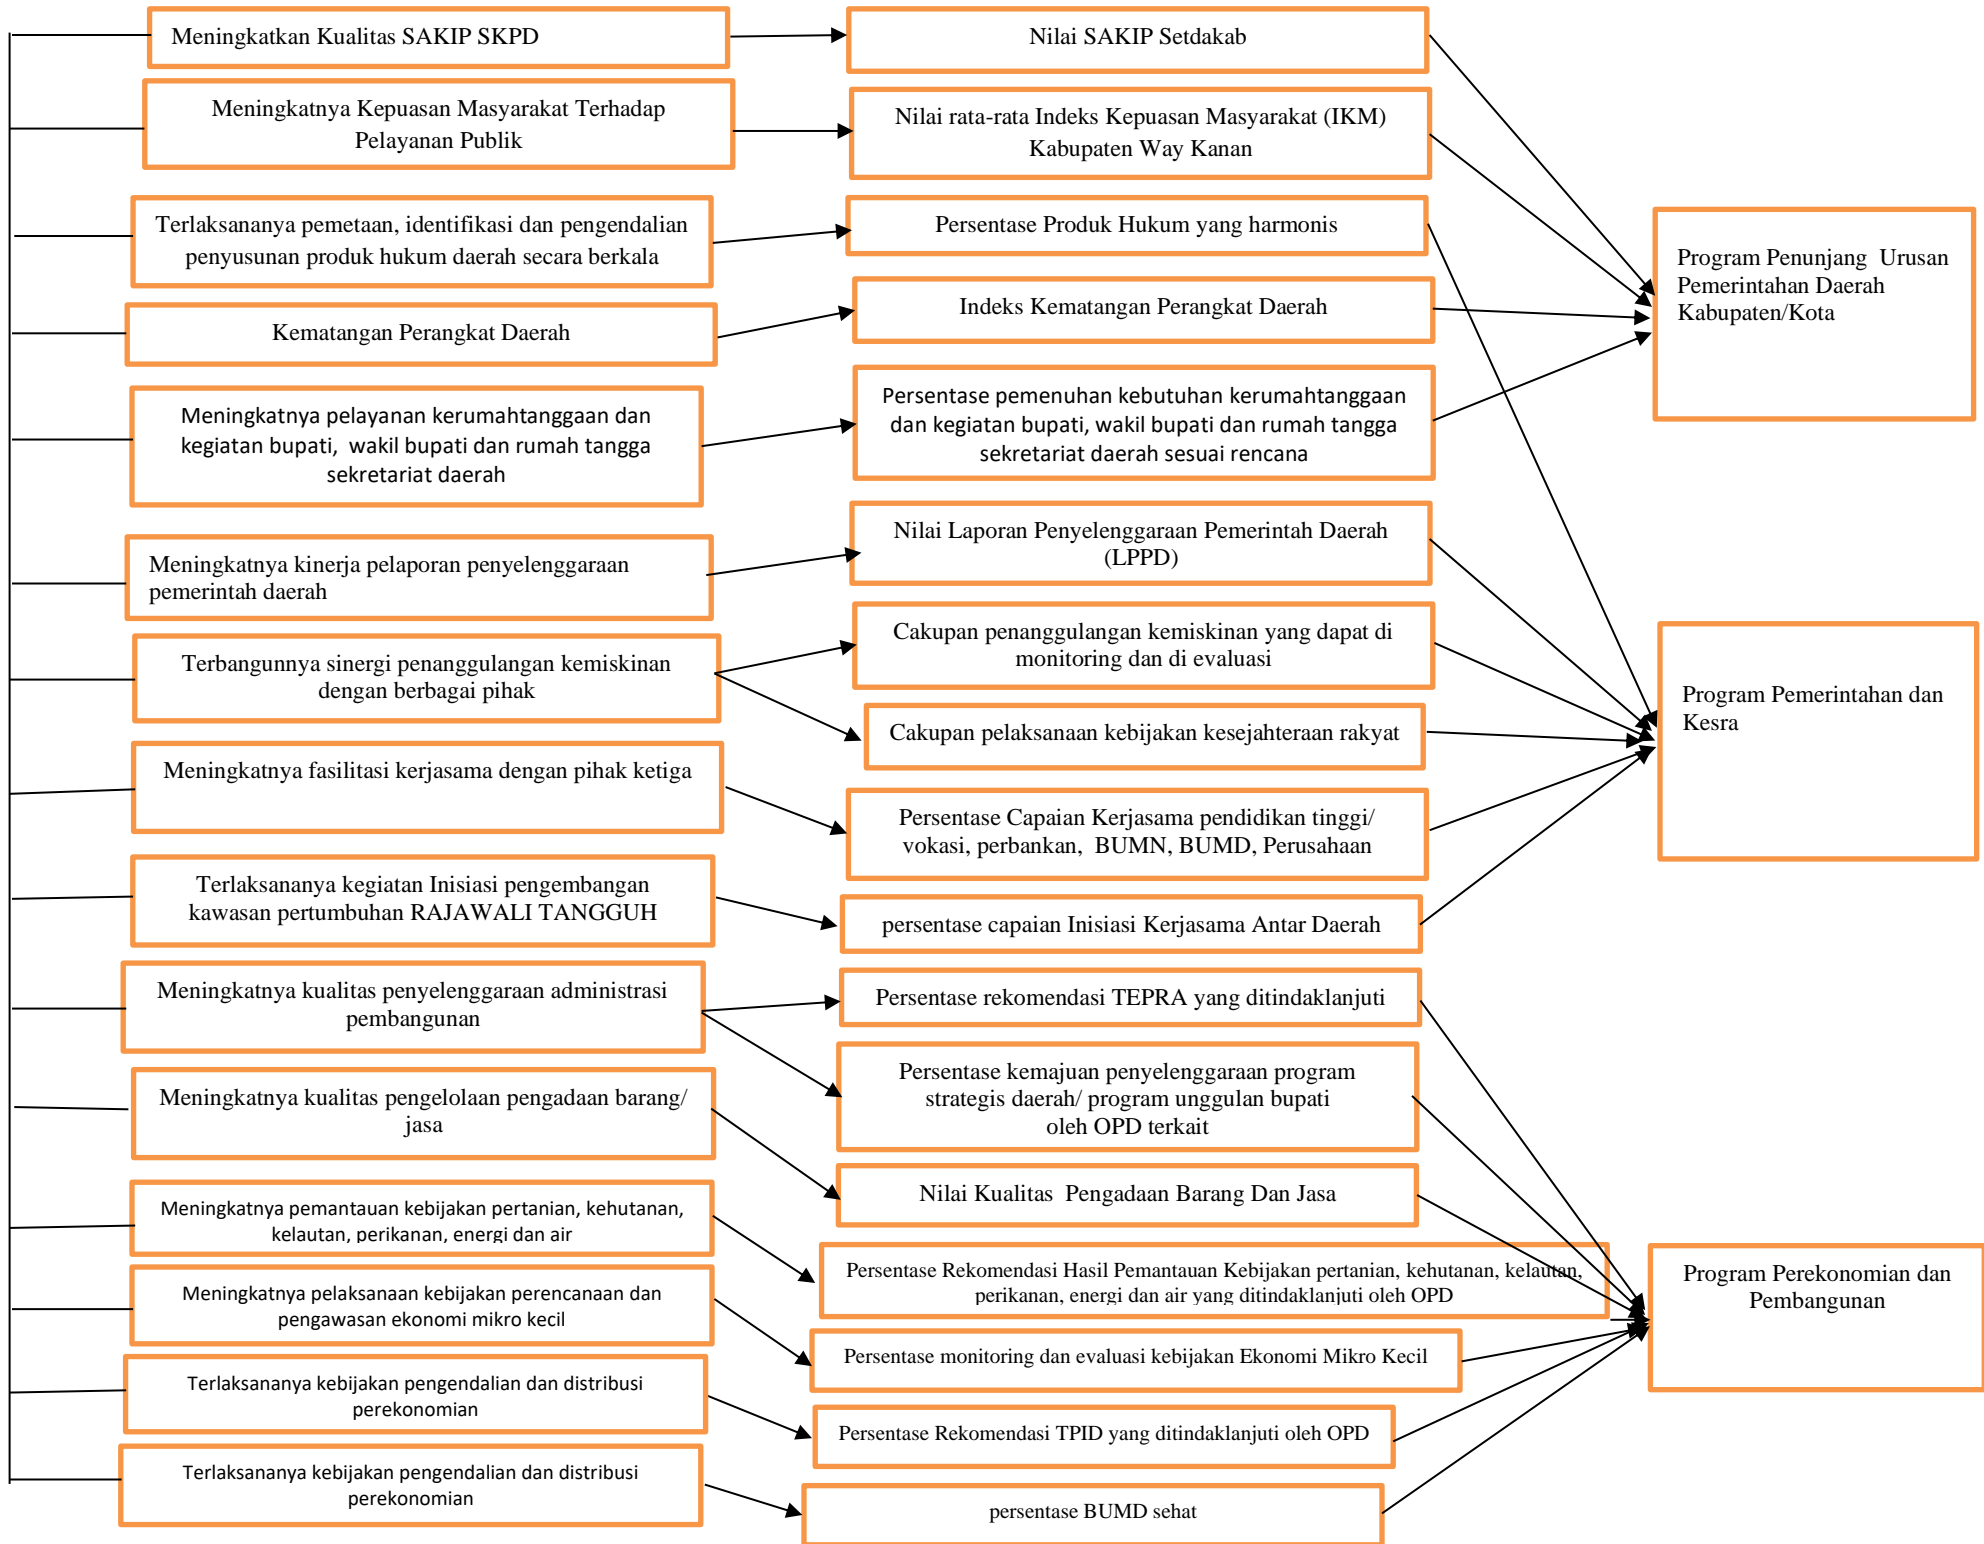 Meningkatkan Kualitas SAKIP SKPD
Nilai SAKIP Setdakab
Meningkatnya Kepuasan Masyarakat Terhadap
Pelayanan Publik
Nilai rata-rata Indeks Kepuasan Masyarakat (IKM)
Kabupaten Way Kanan
Terlaksananya pemetaan, identifikasi dan pengendalian
penyusunan produk hukum daerah secara berkala
Persentase Produk Hukum yang harmonis
Program Penunjang  Urusan
Pemerintahan Daerah
Kabupaten/Kota
Kematangan Perangkat Daerah
Indeks Kematangan Perangkat Daerah
Meningkatnya pelayanan kerumahtanggaan dan
kegiatan bupati,  wakil bupati dan rumah tangga
sekretariat daerah
Persentase pemenuhan kebutuhan kerumahtanggaan
dan kegiatan bupati, wakil bupati dan rumah tangga
sekretariat daerah sesuai rencana
Meningkatnya kinerja pelaporan penyelenggaraan
pemerintah daerah
Nilai Laporan Penyelenggaraan Pemerintah Daerah
(LPPD)
Terbangunnya sinergi penanggulangan kemiskinan
dengan berbagai pihak
Cakupan penanggulangan kemiskinan yang dapat di
monitoring dan di evaluasi
Cakupan pelaksanaan kebijakan kesejahteraan rakyat
Program Pemerintahan dan
Kesra
Meningkatnya fasilitasi kerjasama dengan pihak ketiga
Persentase Capaian Kerjasama pendidikan tinggi/
vokasi, perbankan,  BUMN, BUMD, Perusahaan
Terlaksananya kegiatan Inisiasi pengembangan
kawasan pertumbuhan RAJAWALI TANGGUH
persentase capaian Inisiasi Kerjasama Antar Daerah
Meningkatnya kualitas penyelenggaraan administrasi
pembangunan
Persentase rekomendasi TEPRA yang ditindaklanjuti
Persentase kemajuan penyelenggaraan program
strategis daerah/ program unggulan bupati
oleh OPD terkait
Meningkatnya kualitas pengelolaan pengadaan barang/
jasa
Nilai Kualitas  Pengadaan Barang Dan Jasa
Meningkatnya pemantauan kebijakan pertanian, kehutanan,
kelautan, perikanan, energi dan air
Persentase Rekomendasi Hasil Pemantauan Kebijakan pertanian, kehutanan, kelautan,
perikanan, energi dan air yang ditindaklanjuti oleh OPD
Program Perekonomian dan
Pembangunan
Meningkatnya pelaksanaan kebijakan perencanaan dan
pengawasan ekonomi mikro kecil
Persentase monitoring dan evaluasi kebijakan Ekonomi Mikro Kecil
Terlaksananya kebijakan pengendalian dan distribusi
perekonomian
Persentase Rekomendasi TPID yang ditindaklanjuti oleh OPD
Terlaksananya kebijakan pengendalian dan distribusi
perekonomian
persentase BUMD sehat